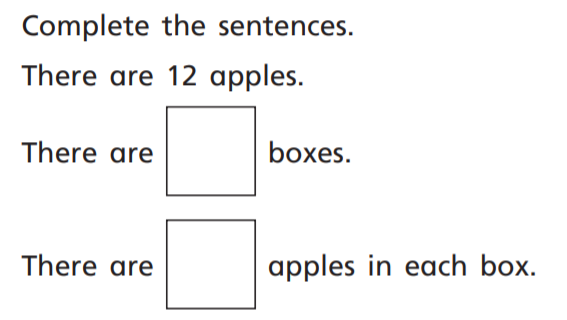 Complete the sentences.
There are 12 apples.
There are boxes.
There are apples in each box.